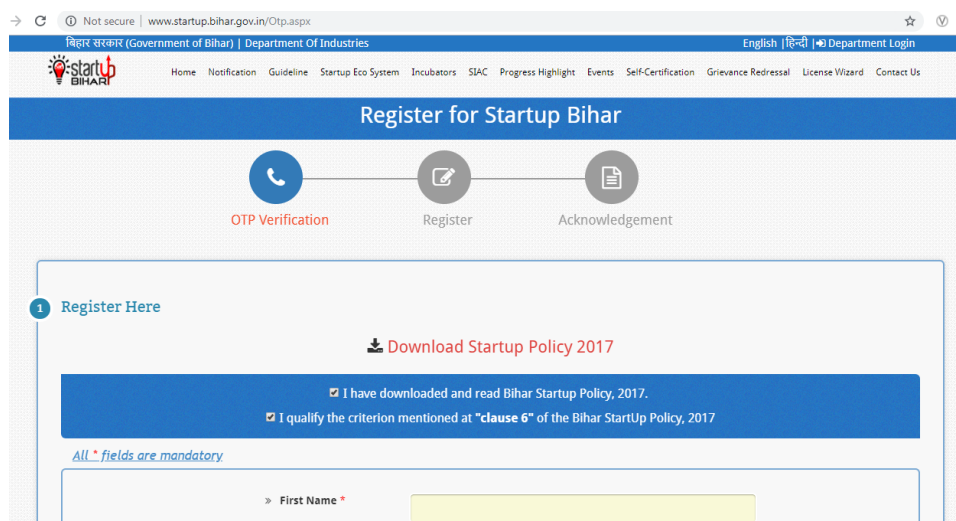 Not secure | www.startup.bihar.gov.in/Otp.aspx
बिहार सरकार (Government of Bihar) | Department Of Industries English |हिन्दी | Department Login
startup BIHAR
Home Notification Guideline Startup Eco System Incubators SIAC Progress Highlight Events Self-Certification Grievance Redressal License Wizard Contact Us
Register for Startup Bihar
OTP Verification Register Acknowledgement
1 Register Here
Download Startup Policy 2017
I have downloaded and read Bihar Startup Policy, 2017.
I qualify the criterion mentioned at "clause 6" of the Bihar StartUp Policy, 2017
All * fields are mandatory
» First Name *